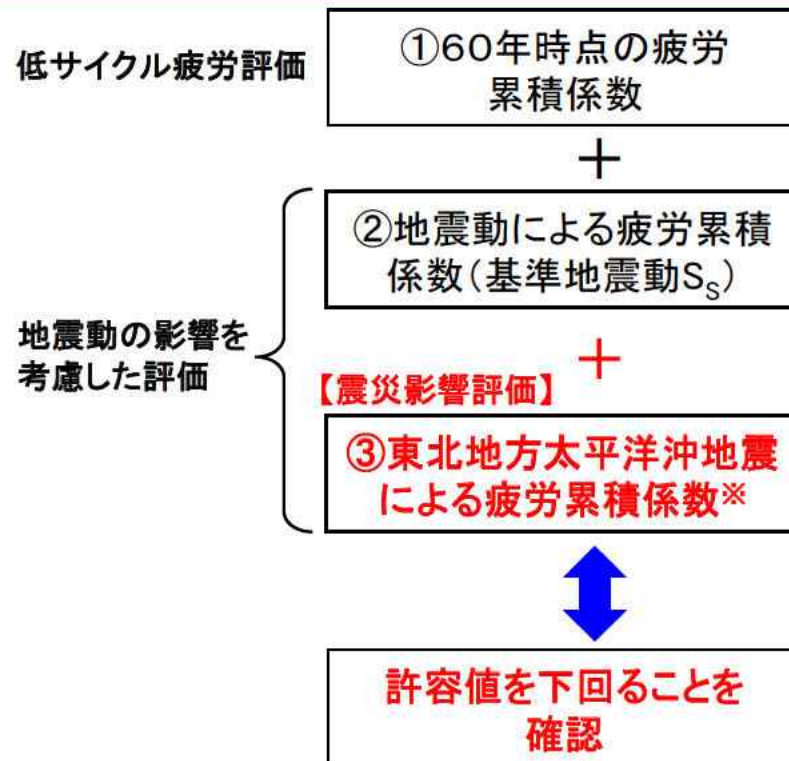 低サイクル疲労評価
①60年時点の疲労
累積係数
＋
②地震動による疲労累積
係数(基準地震動SS)
地震動の影響を
考慮した評価
＋
【震災影響評価】
③東北地方太平洋沖地震
による疲労累積係数※
許容値を下回ることを
確認